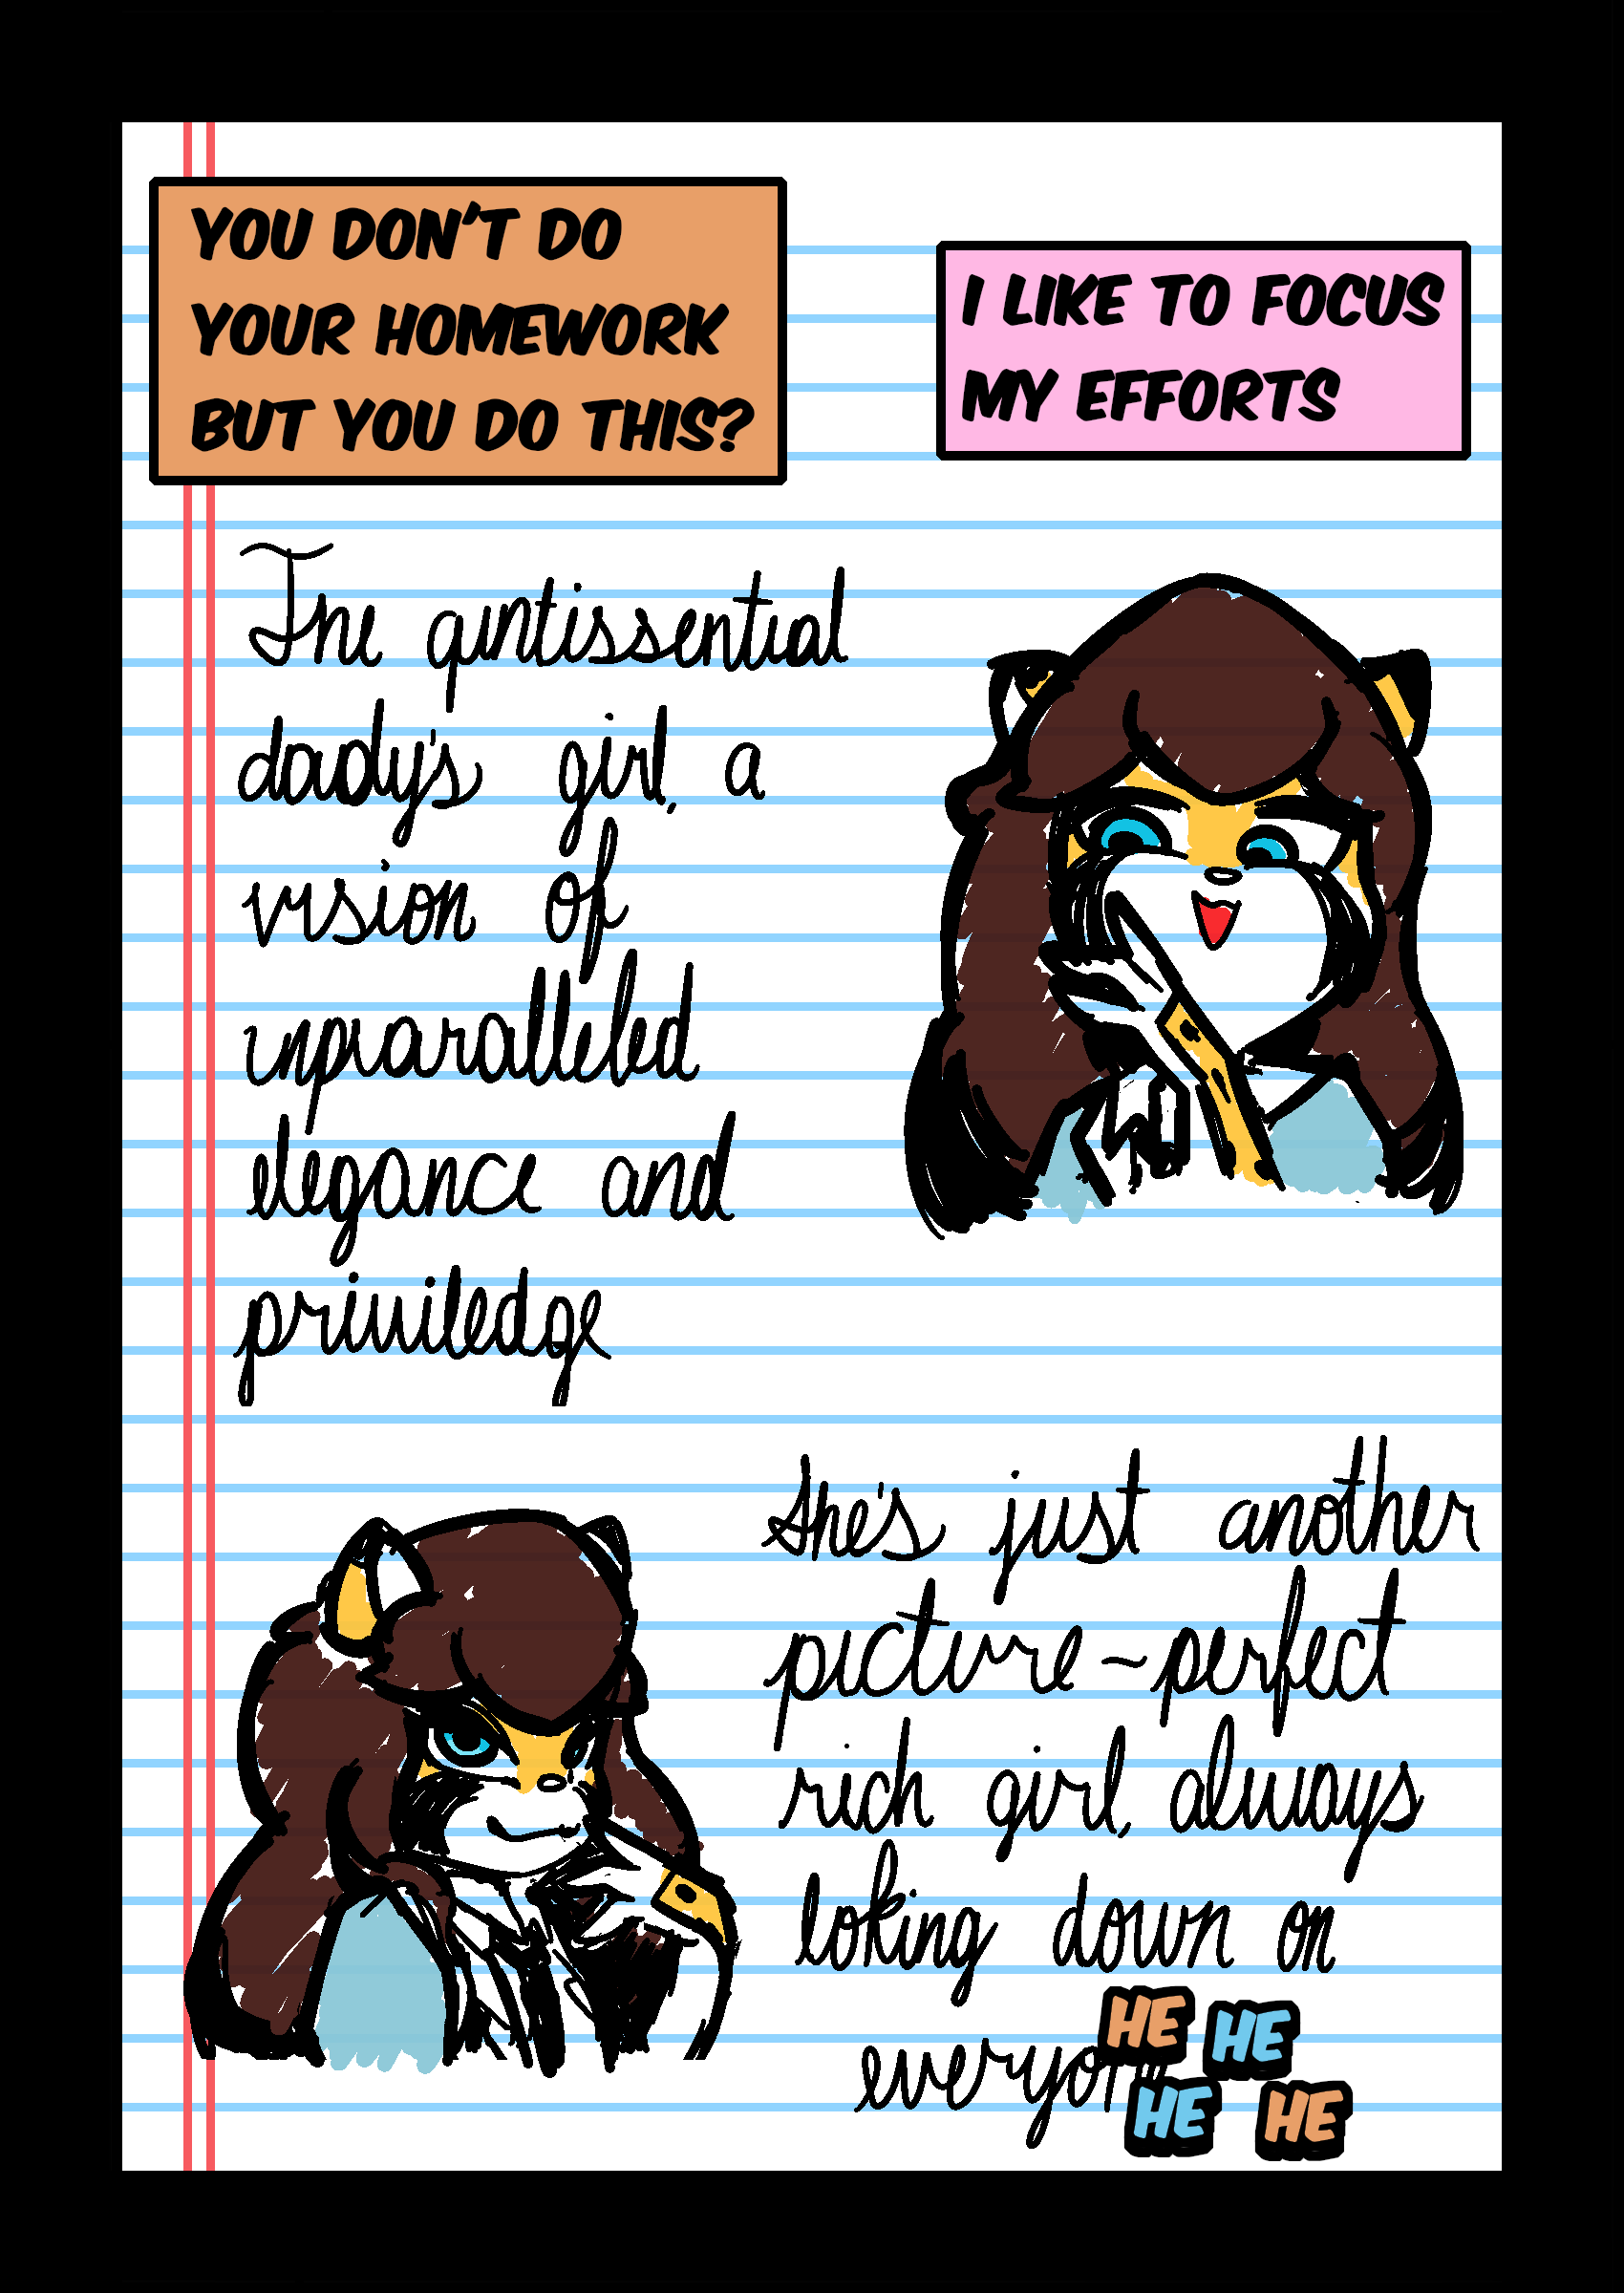 YOU DON'T DO
YOUR HOMEWORK
BUT YOU DO THIS?
I LIKE TO FOCUS
MY EFFORTS
The quntissential
dady's girl, a
vision of
unparalleled
elegance and
priviledge
She's just another
picture-perfect
rich girl, always
loking down on
everyon
HE HE
HE HE